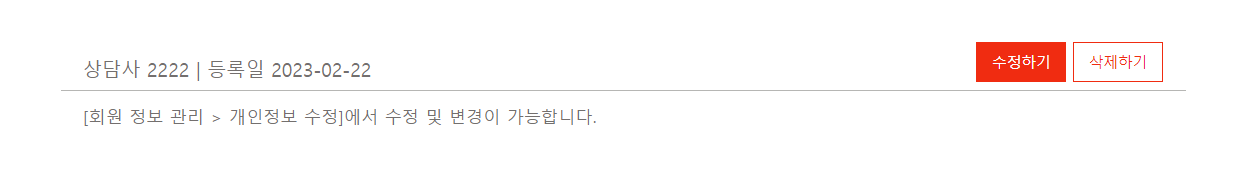 상담사 2222 | 등록일 2023-02-22
수정하기
삭제하기
[회원 정보 관리 > 개인정보 수정]에서 수정 및 변경이 가능합니다.